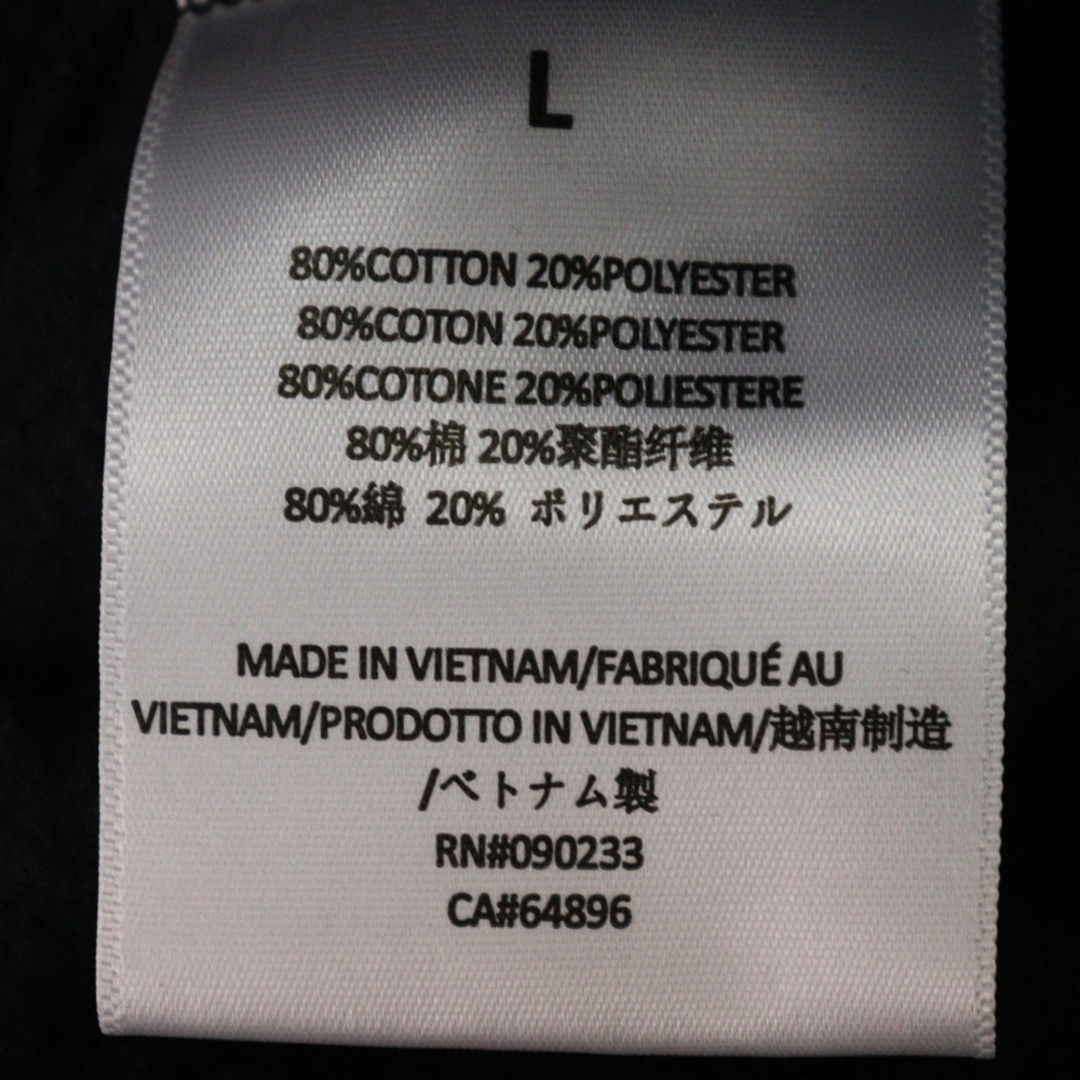 L
80%COTTON 20%POLYESTER
80%COTON 20%POLYESTER
80%COTONE 20%POLIESTERE
80%棉 20%聚酯纤维
80%綿 20% ポリエステル
MADE IN VIETNAM/FABRIQUÉ AU
VIETNAM/PRODOTTO IN VIETNAM/越南制造
/ベトナム製
RN#090233
CA#64896